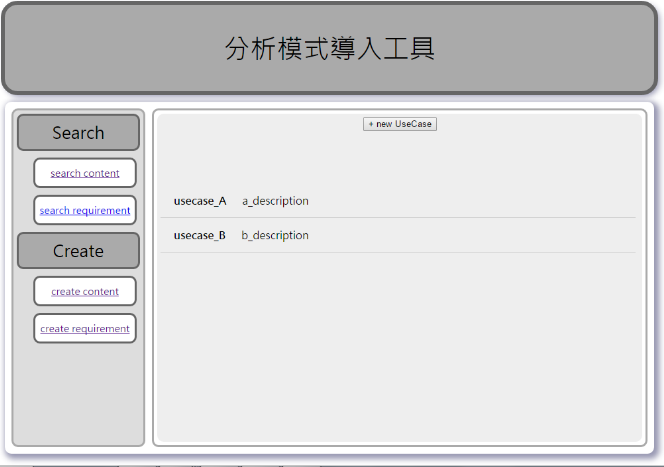 分析模式導入工具
Search
search content
search requirement
Create
create content
create requirement
+ new UseCase
usecase_A a_description
usecase_B b_description